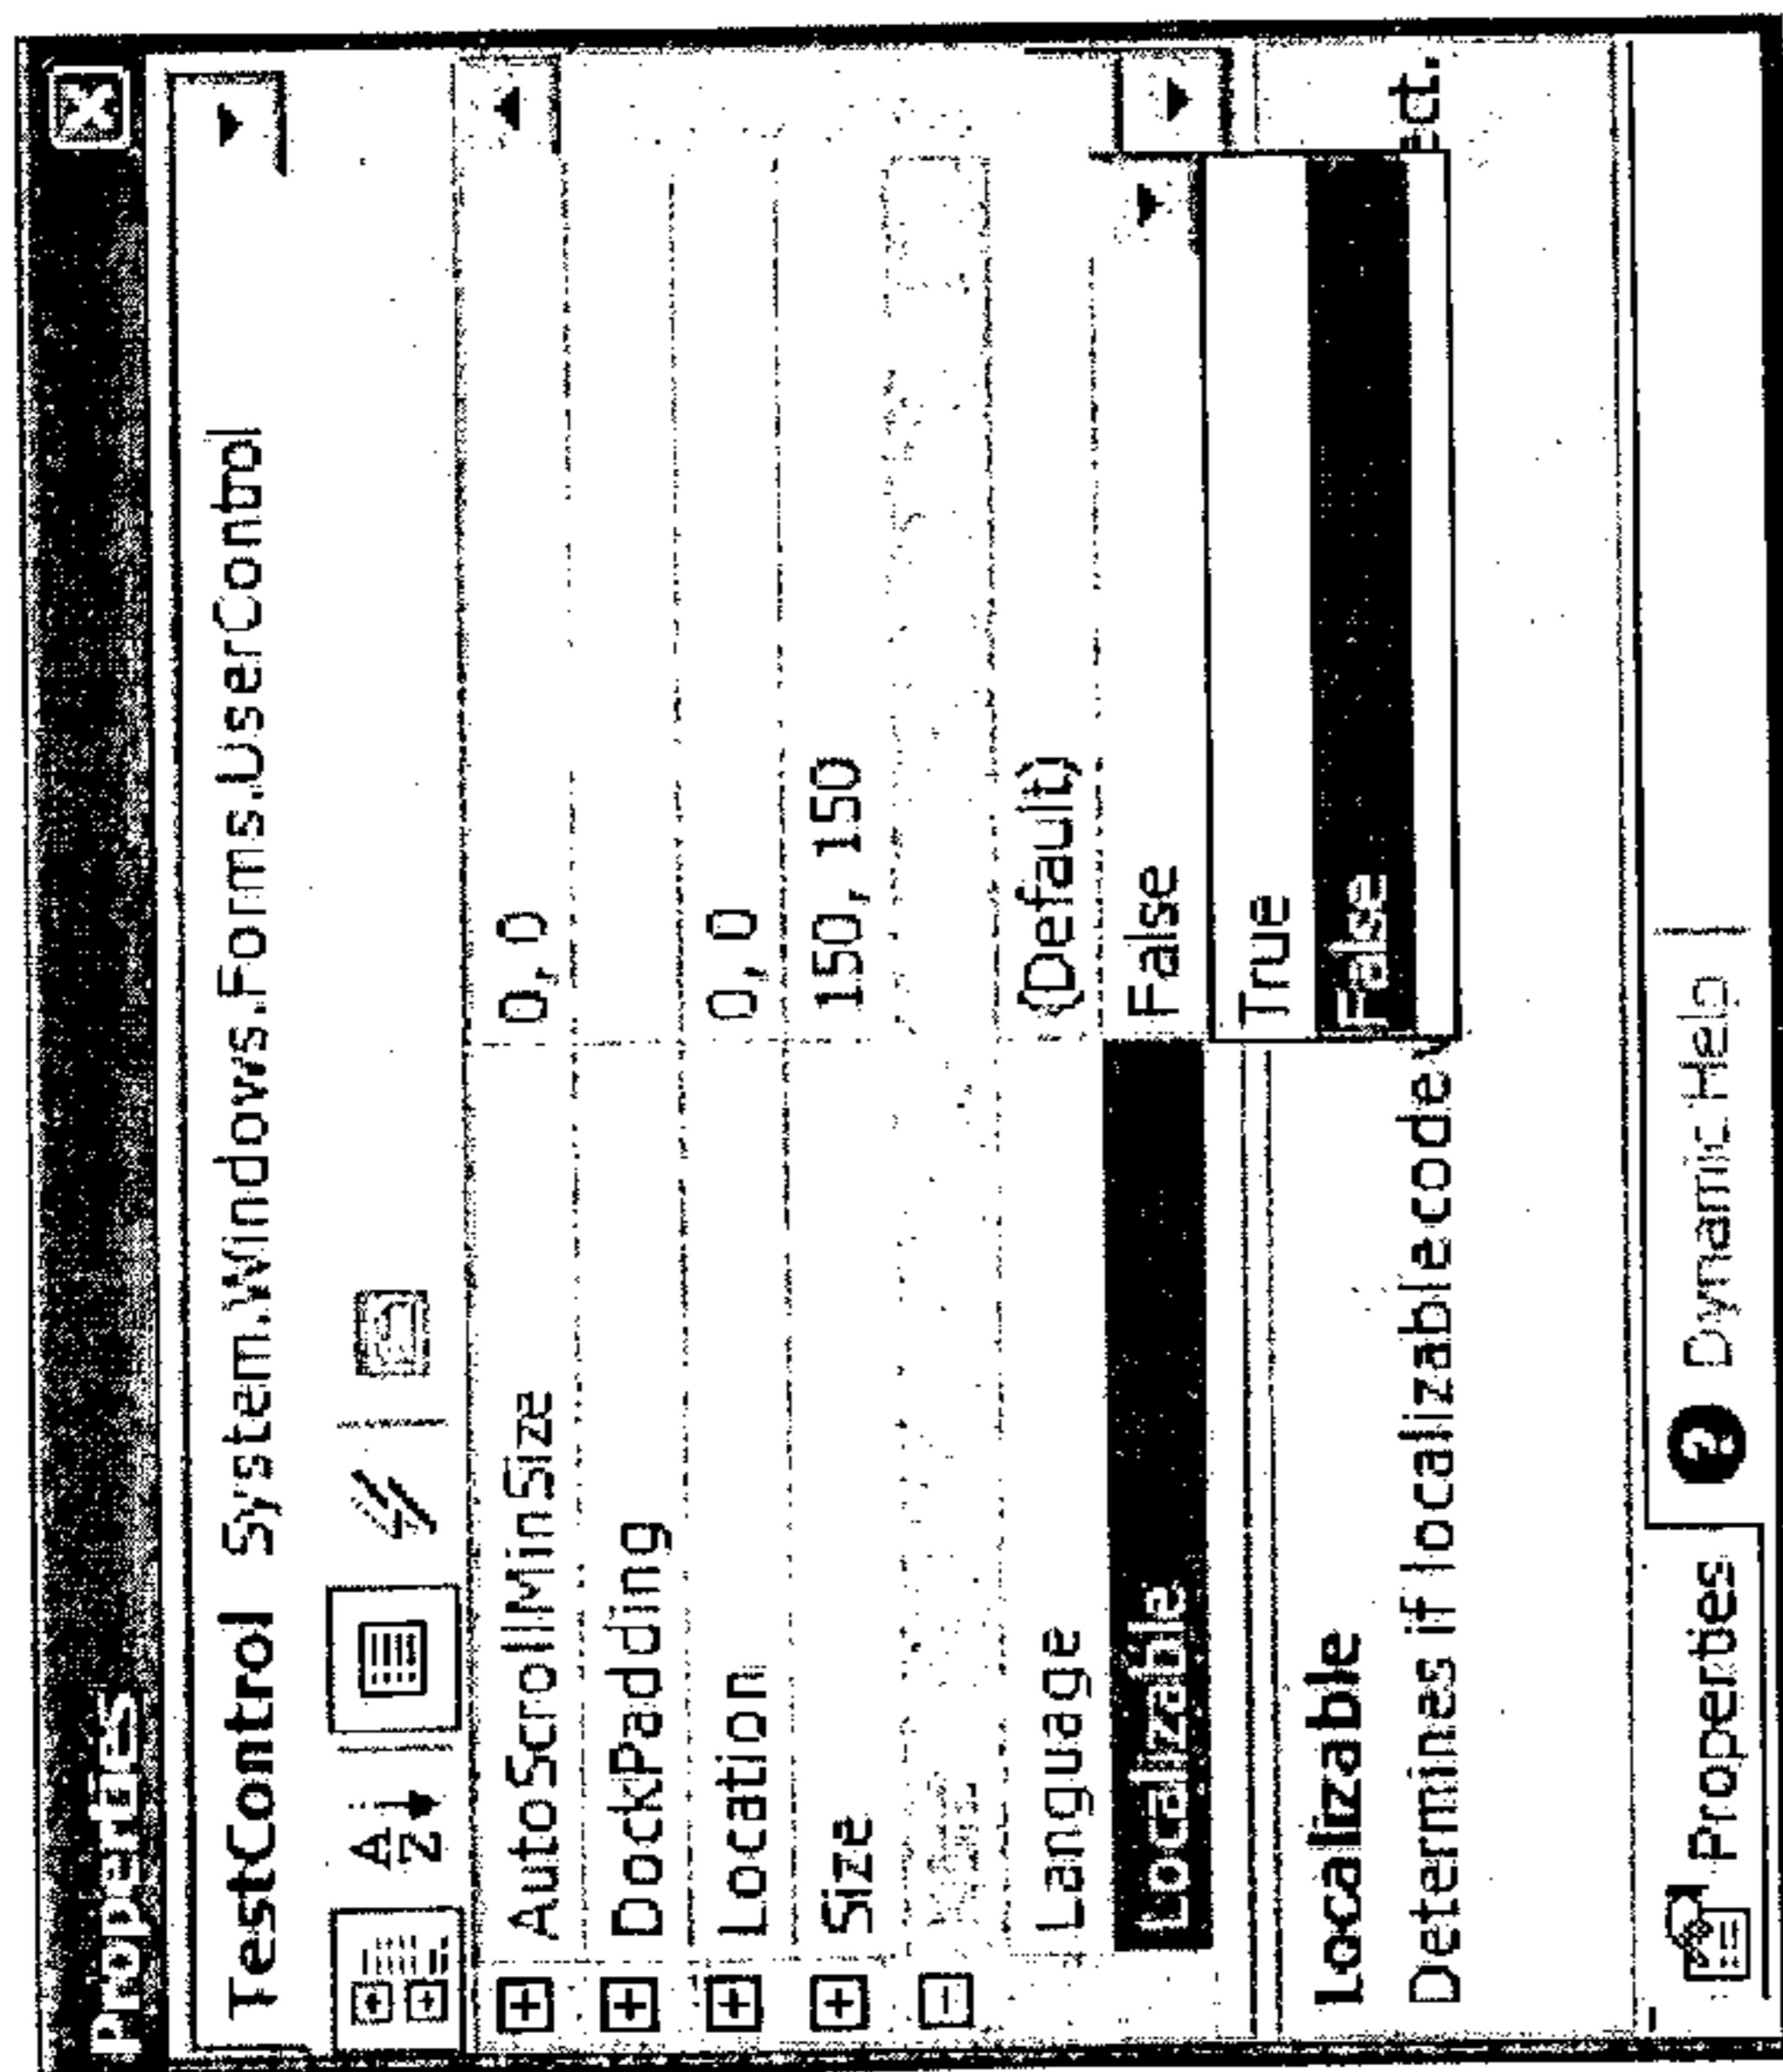 Properties
TestControl System.Windows.Forms.UserControl
A Z
AutoScrollMinSize 0, 0
DockPadding
Location 0, 0
Size 150, 150
Language (Default)
Localizable False
True
False
Localizable
Determines if localizable code ect.
Properties ? Dynamic Help